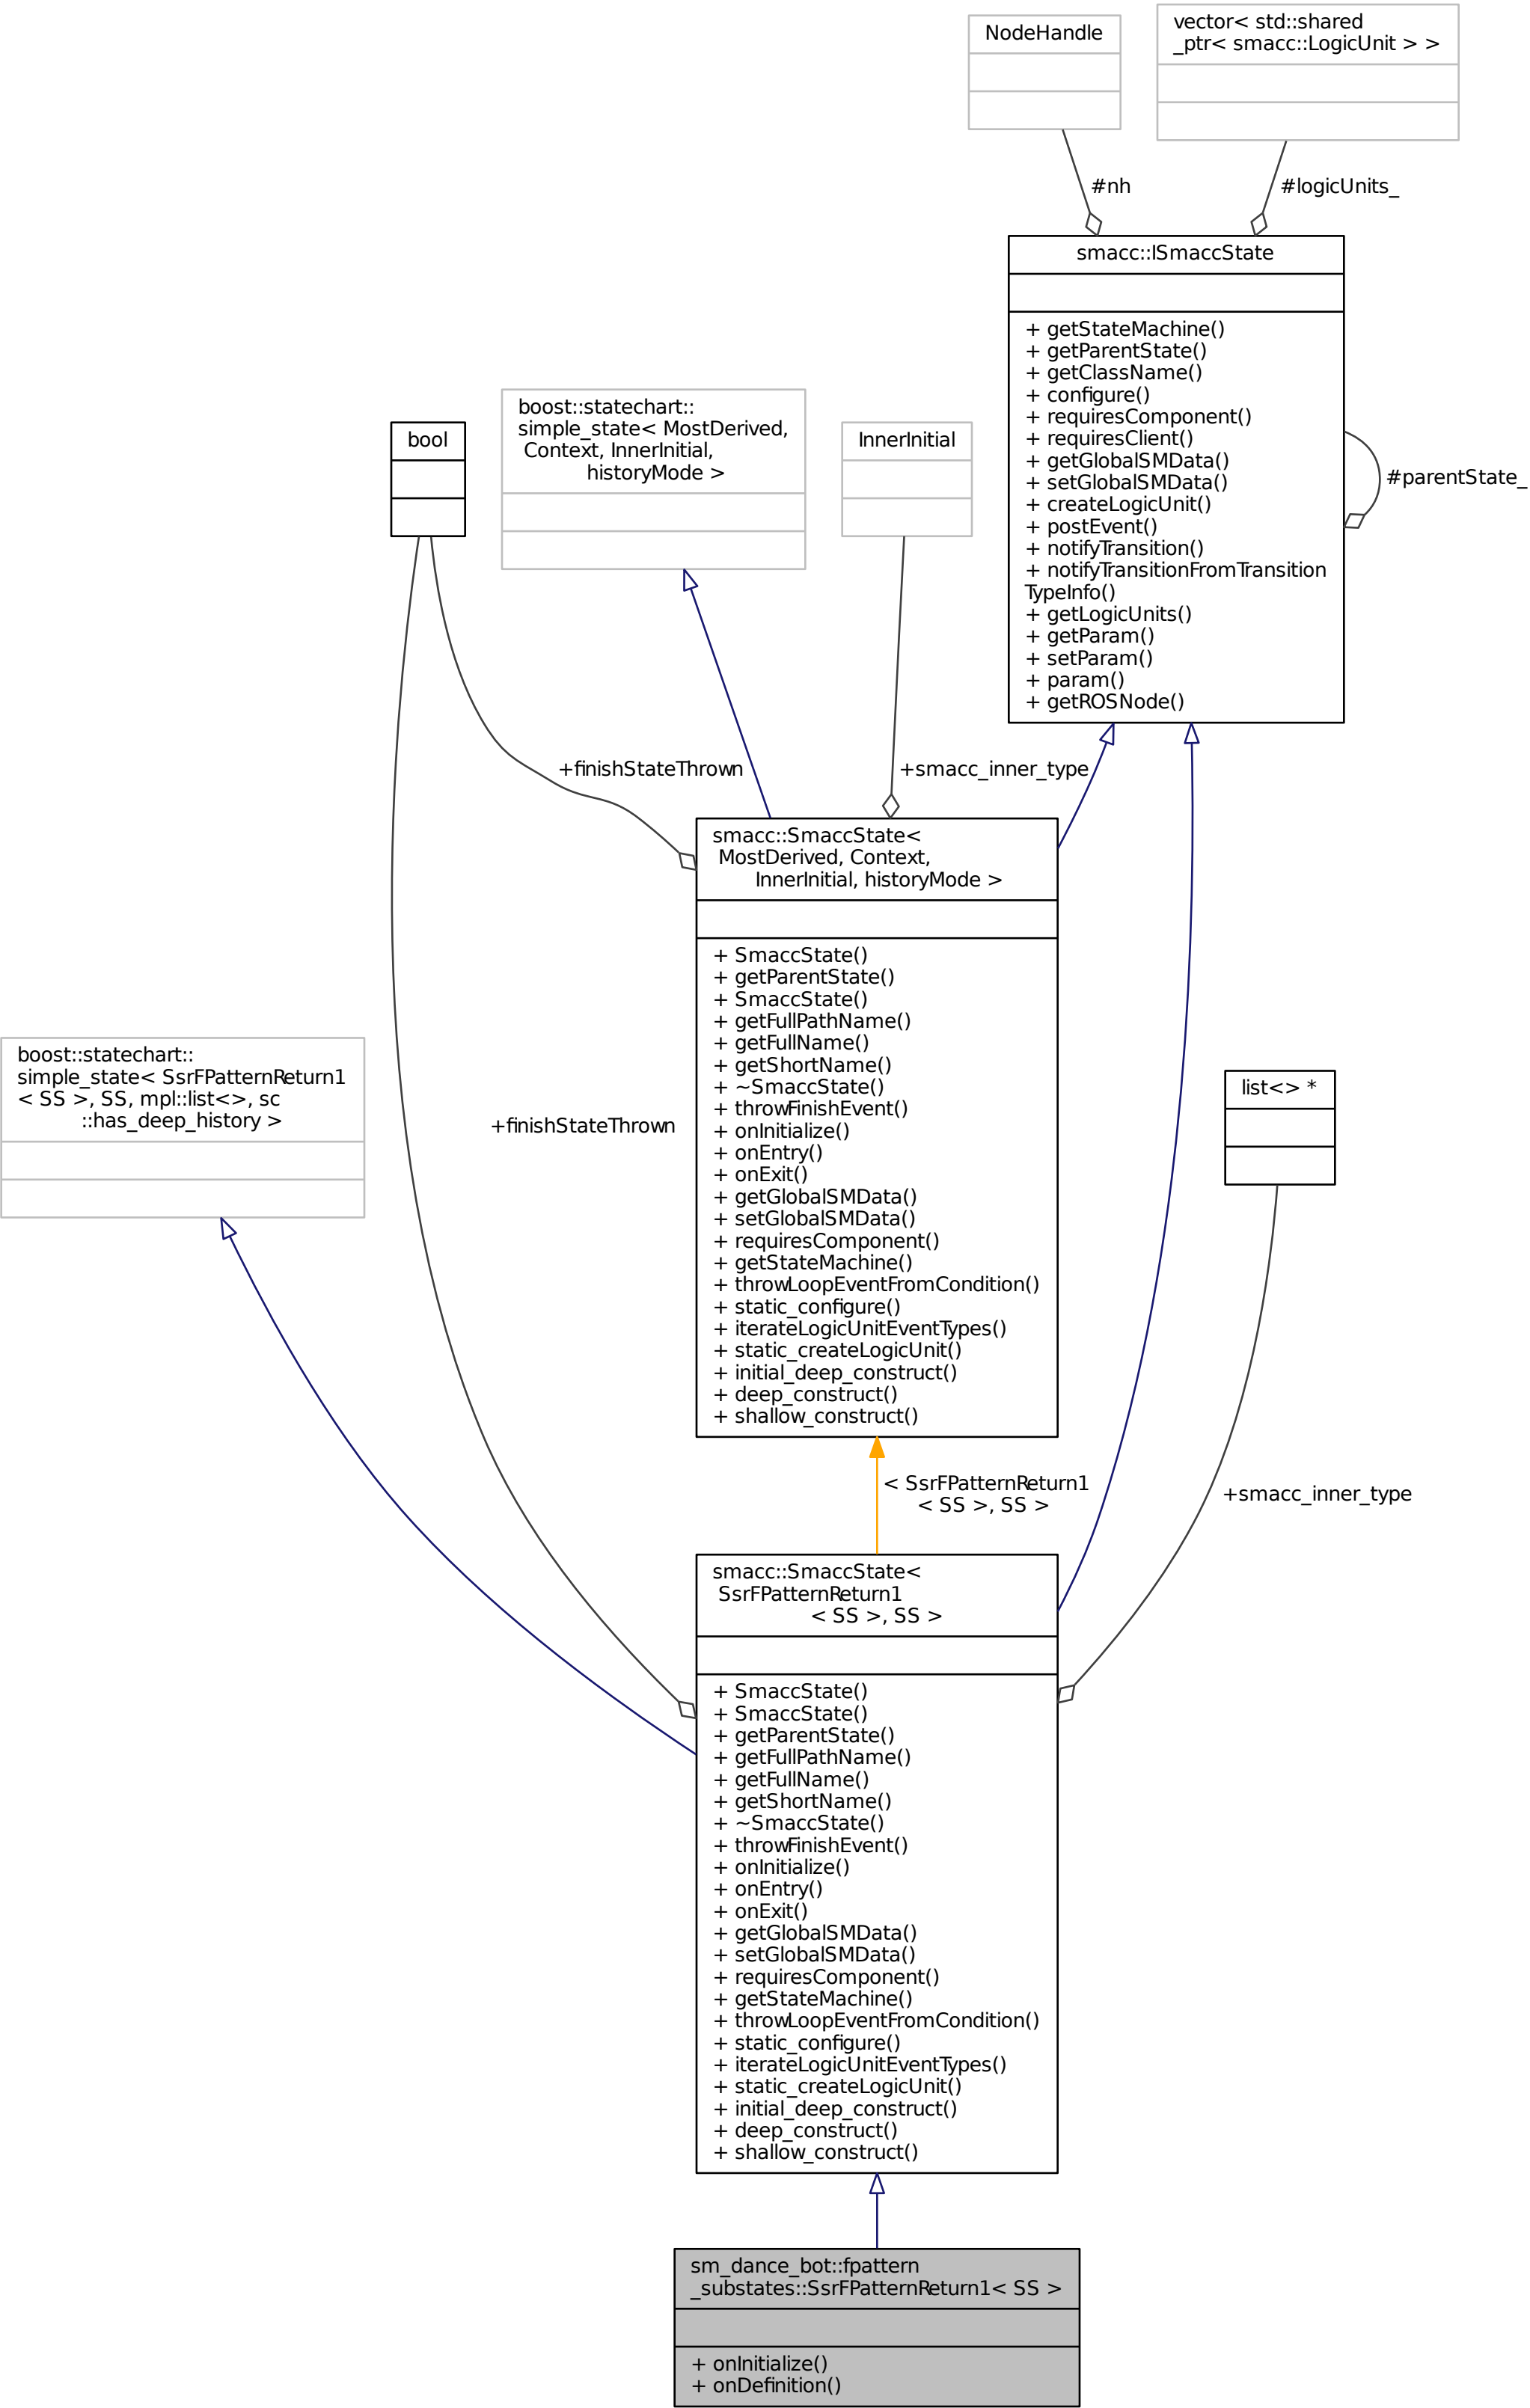 NodeHandle
vector< std::shared
_ptr< smacc::LogicUnit > >
#nh
#logicUnits_
smacc::ISmaccState
+ getStateMachine()
+ getParentState()
+ getClassName()
+ configure()
+ requiresComponent()
+ requiresClient()
+ getGlobalSMData()
+ setGlobalSMData()
+ createLogicUnit()
+ postEvent()
+ notifyTransition()
+ notifyTransitionFromTransition
TypeInfo()
+ getLogicUnits()
+ getParam()
+ setParam()
+ param()
+ getROSNode()
#parentState_
boost::statechart::
simple_state< MostDerived,
Context, InnerInitial,
historyMode >
bool
InnerInitial
+finishStateThrown
+smacc_inner_type
smacc::SmaccState<
MostDerived, Context,
InnerInitial, historyMode >
+ SmaccState()
+ getParentState()
+ SmaccState()
+ getFullPathName()
+ getFullName()
+ getShortName()
+ ~SmaccState()
+ throwFinishEvent()
+ onInitialize()
+ onEntry()
+ onExit()
+ getGlobalSMData()
+ setGlobalSMData()
+ requiresComponent()
+ getStateMachine()
+ throwLoopEventFromCondition()
+ static_configure()
+ iterateLogicUnitEventTypes()
+ static_createLogicUnit()
+ initial_deep_construct()
+ deep_construct()
+ shallow_construct()
boost::statechart::
simple_state< SsrFPatternReturn1
< SS >, SS, mpl::list<>, sc
::has_deep_history >
+finishStateThrown
list<> *
< SsrFPatternReturn1
< SS >, SS >
+smacc_inner_type
smacc::SmaccState<
SsrFPatternReturn1
< SS >, SS >
+ SmaccState()
+ SmaccState()
+ getParentState()
+ getFullPathName()
+ getFullName()
+ getShortName()
+ ~SmaccState()
+ throwFinishEvent()
+ onInitialize()
+ onEntry()
+ onExit()
+ getGlobalSMData()
+ setGlobalSMData()
+ requiresComponent()
+ getStateMachine()
+ throwLoopEventFromCondition()
+ static_configure()
+ iterateLogicUnitEventTypes()
+ static_createLogicUnit()
+ initial_deep_construct()
+ deep_construct()
+ shallow_construct()
sm_dance_bot::fpattern
_substates::SsrFPatternReturn1< SS >
+ onInitialize()
+ onDefinition()